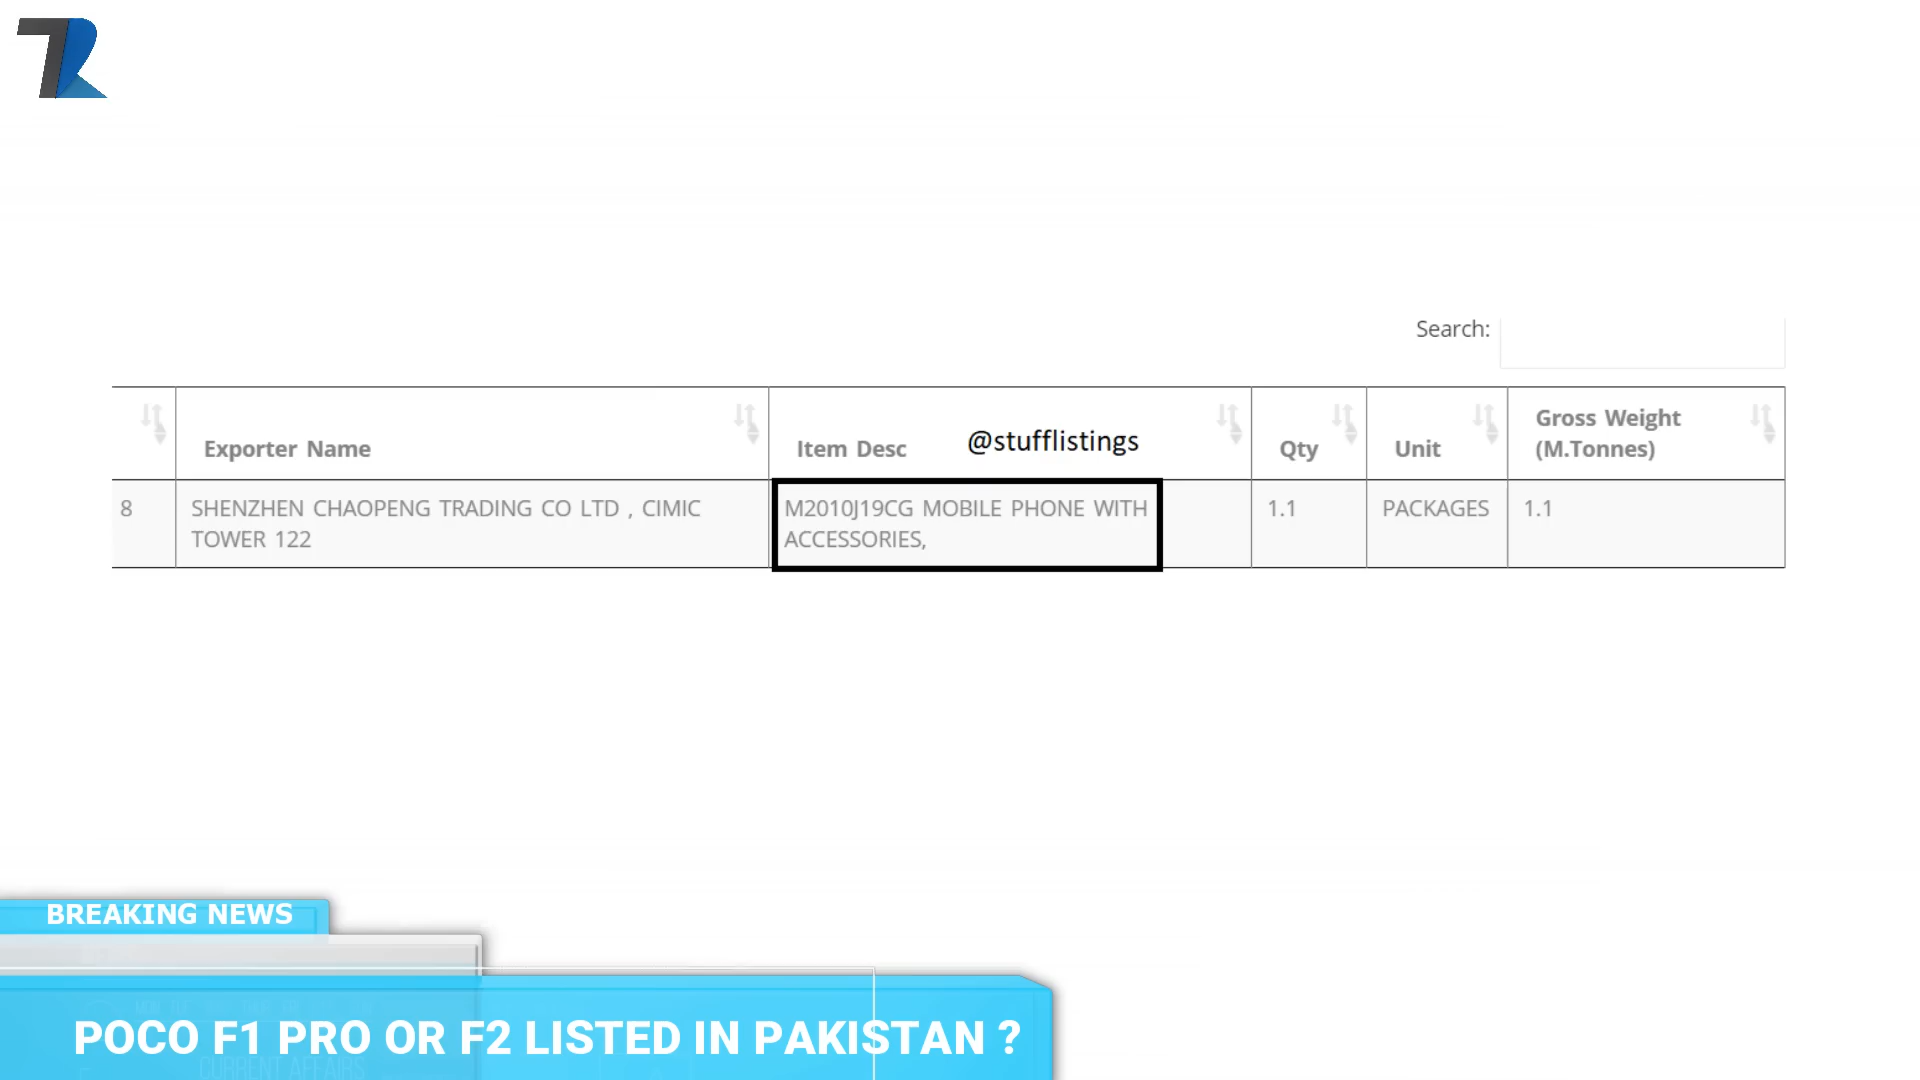 Search:
Exporter Name
Item Desc
@stufflistings
Qty
Unit
Gross Weight
(M.Tonnes)
8
SHENZHEN CHAOPENG TRADING CO LTD , CIMIC
TOWER 122
M2010J19CG MOBILE PHONE WITH
ACCESSORIES,
1.1
PACKAGES
1.1
BREAKING NEWS
POCO F1 PRO OR F2 LISTED IN PAKISTAN ?
CURRENT AFFAIRS